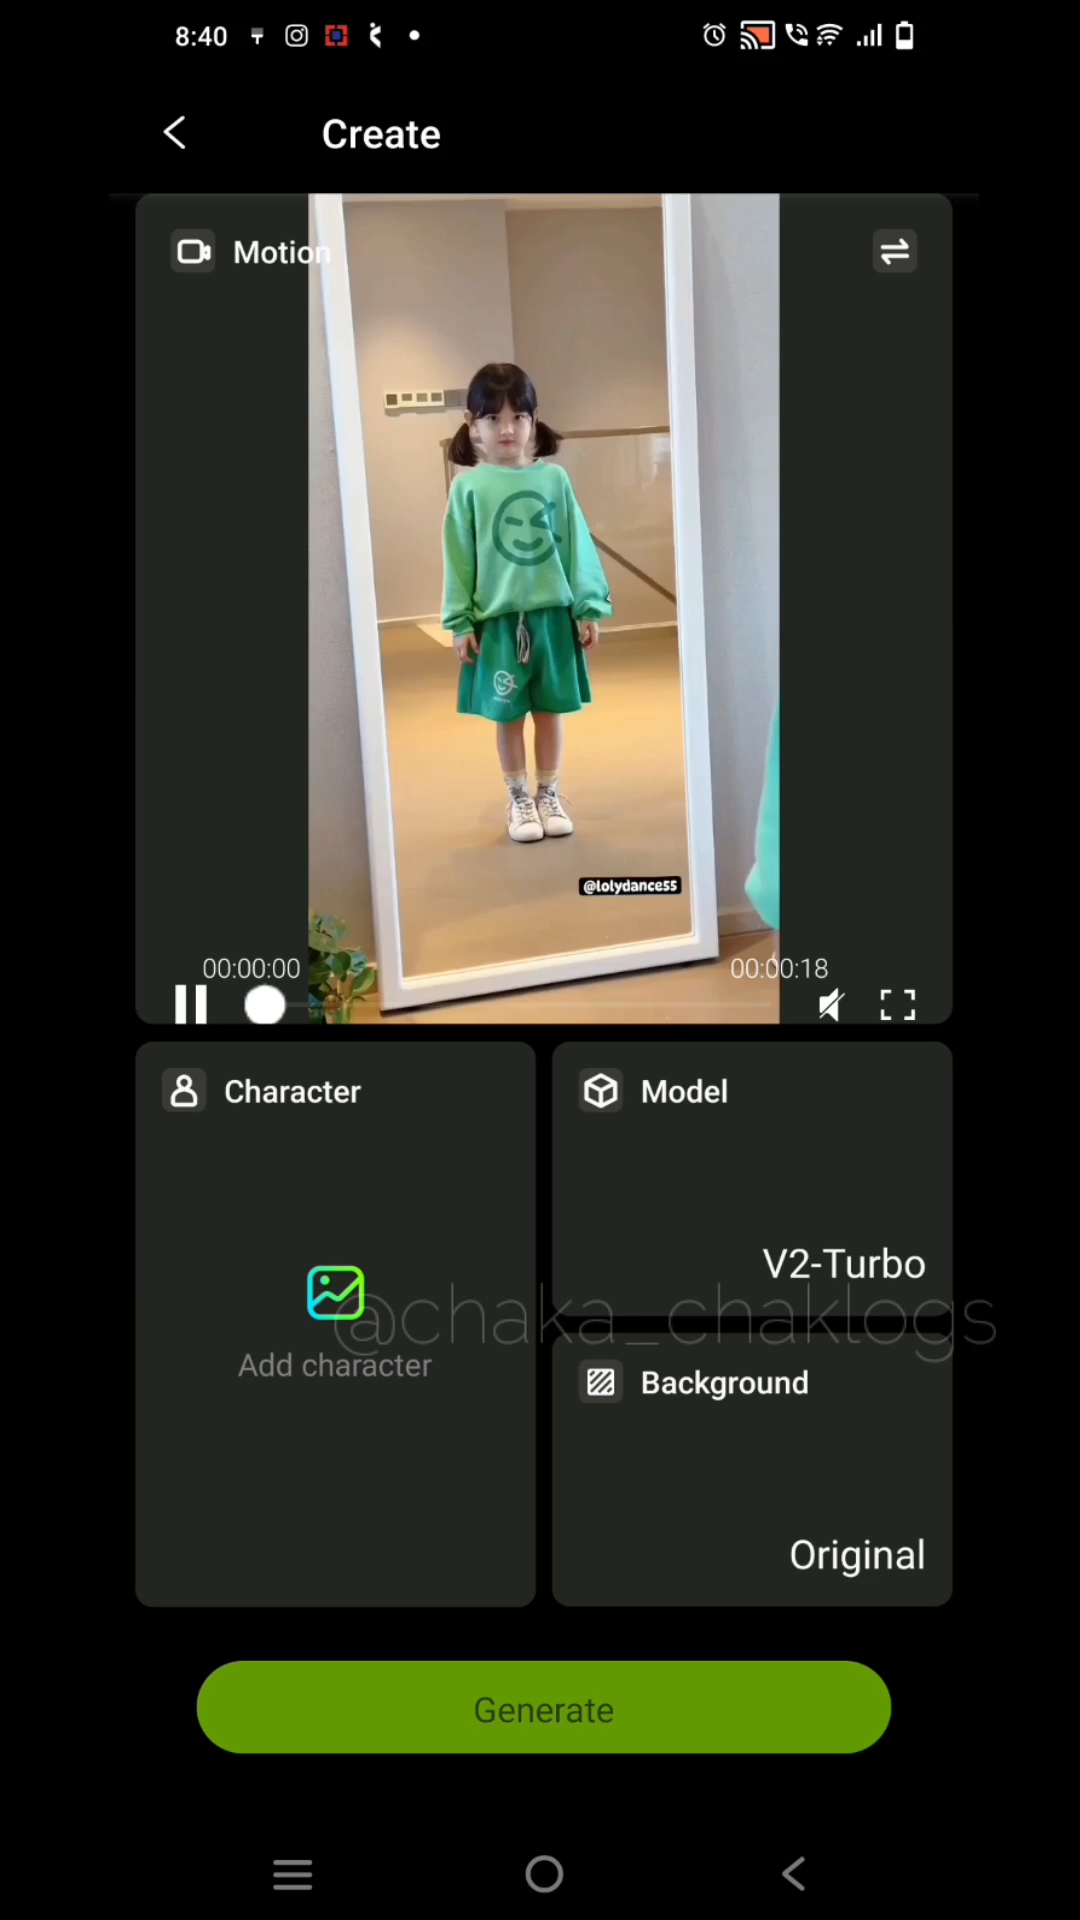 8:40
Create
Motion
@lolydance55
00:00:00
00:00:18
Character
Model
V2-Turbo
@chaka_chaklogs
Add character
Background
Original
Generate